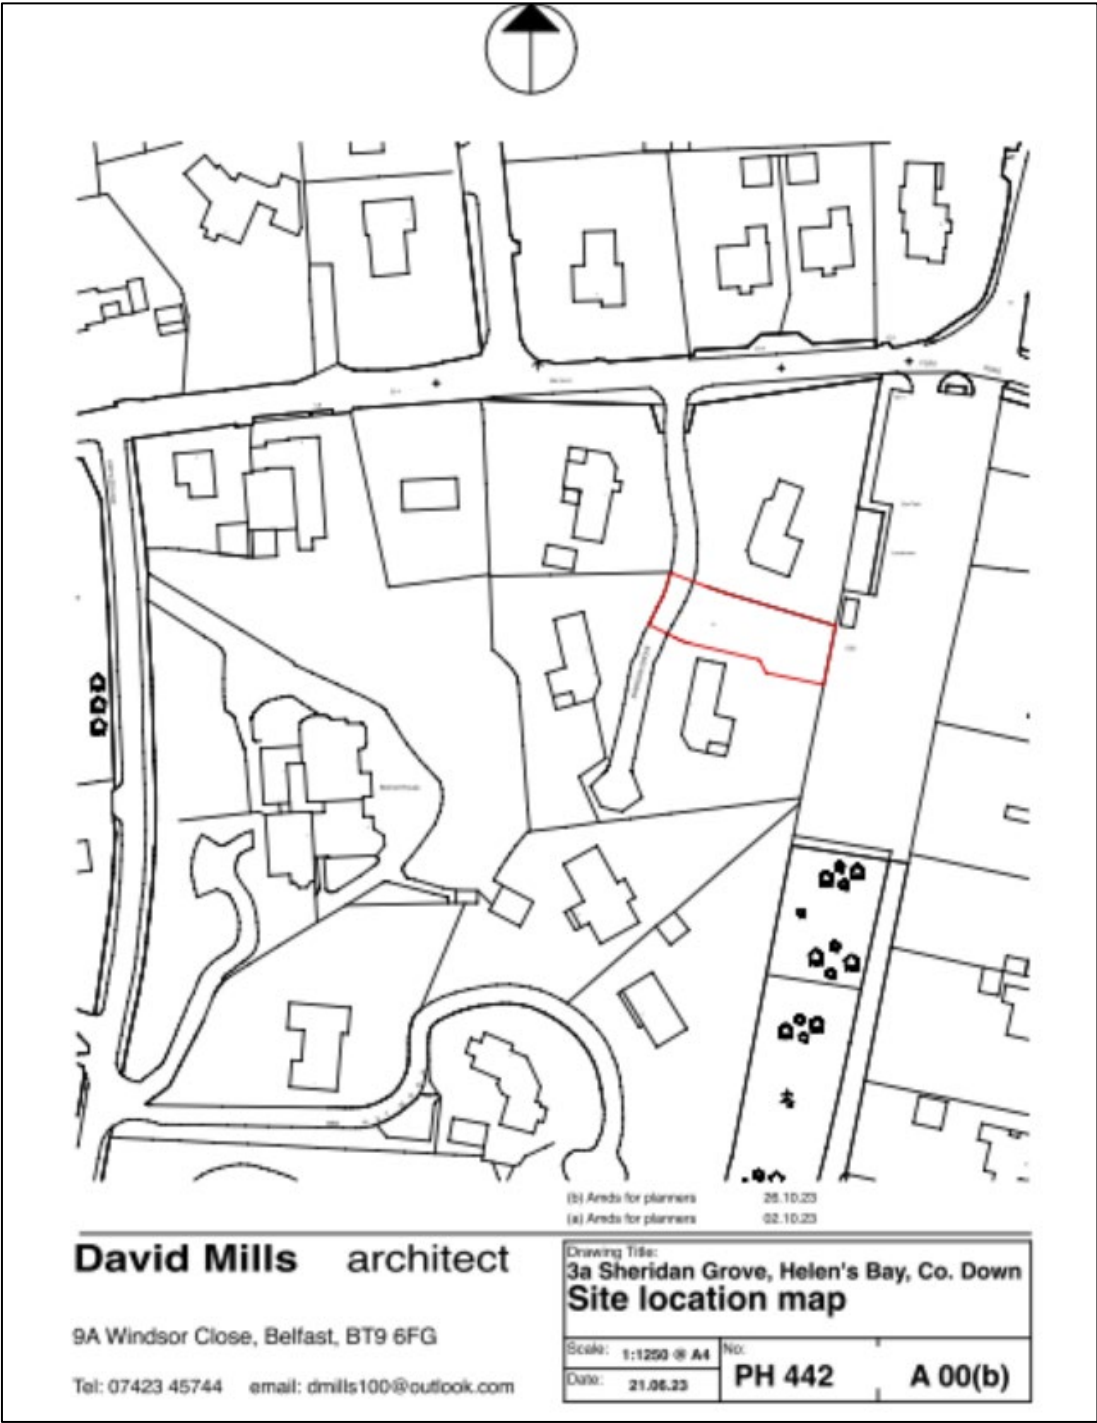 (b) Amds for planners 26.10.23
(a) Amds for planners 02.10.23
David Mills architect
9A Windsor Close, Belfast, BT9 6FG
Tel: 07423 45744 email: dmills100@outlook.com
Drawing Title:
3a Sheridan Grove, Helen's Bay, Co. Down
Site location map
Scale: 1:1250 @ A4
Date: 21.06.23
No:
PH 442 A 00(b)